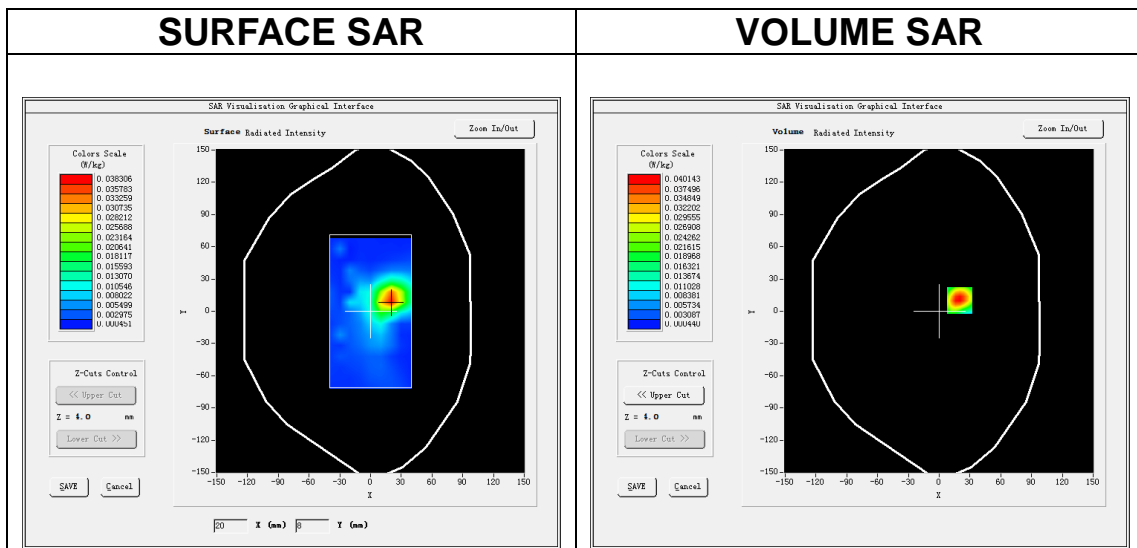 SURFACE SAR
SAR Visualisation Graphical Interface
Surface Radiated Intensity
Zoom In/Out
Colors Scale
(W/kg)
0.038306
0.035783
0.033259
0.030735
0.028212
0.025688
0.023164
0.020641
0.018117
0.015593
0.013070
0.010546
0.008022
0.005499
0.002975
0.000451
Z-Cuts Control
<< Upper Cut
Z = 4.0 mm
Lower Cut >>
SAVE Cancel
150
120
90
60
30
0
-30
-60
-90
-120
-150
Y
-150 -120 -90 -60 -30 0 30 60 90 120 150
X
20 X (mm) 8 Y (mm)
VOLUME SAR
SAR Visualisation Graphical Interface
Volume Radiated Intensity
Zoom In/Out
Colors Scale
(W/kg)
0.040143
0.037496
0.034849
0.032202
0.029555
0.026908
0.024262
0.021615
0.018968
0.016321
0.013674
0.011028
0.008381
0.005734
0.003087
0.000440
Z-Cuts Control
<< Upper Cut
Z = 4.0 mm
Lower Cut >>
SAVE Cancel
150
120
90
60
30
0
-30
-60
-90
-120
-150
Y
-150 -120 -90 -60 -30 0 30 60 90 120 150
X